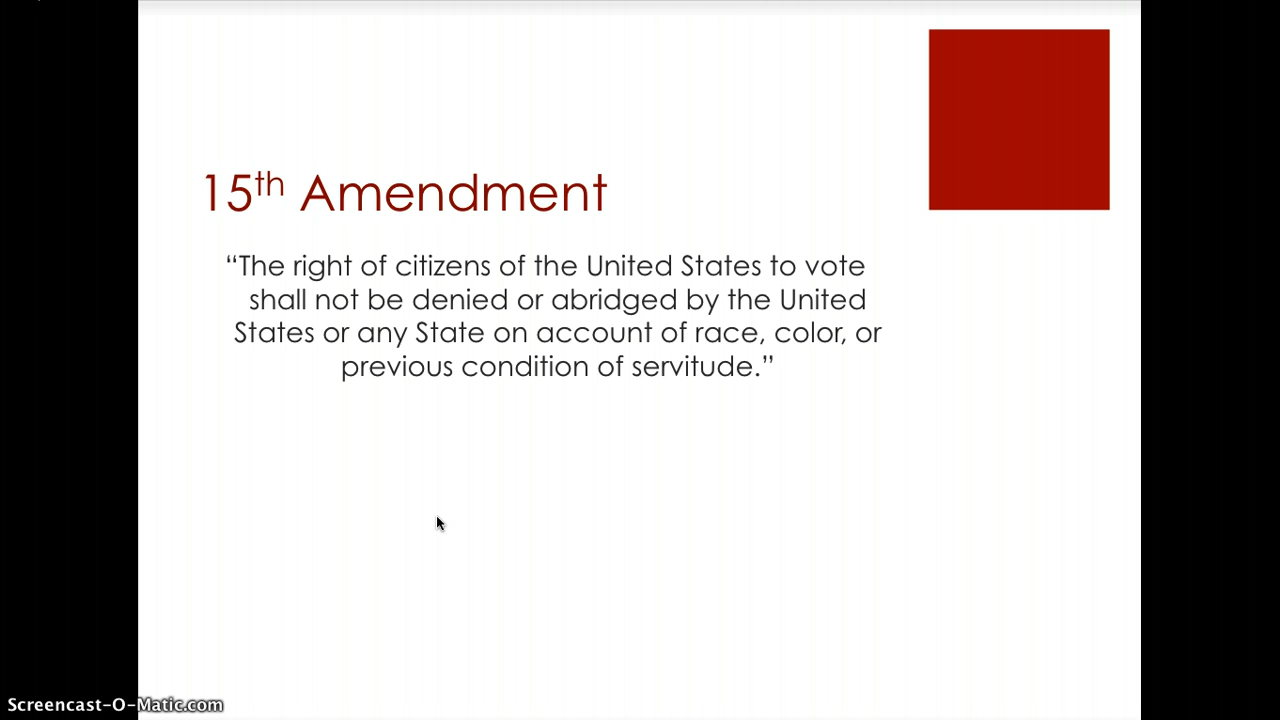 15th Amendment
“The right of citizens of the United States to vote
shall not be denied or abridged by the United
States or any State on account of race, color, or
previous condition of servitude.”
Screencast-O-Matic.com